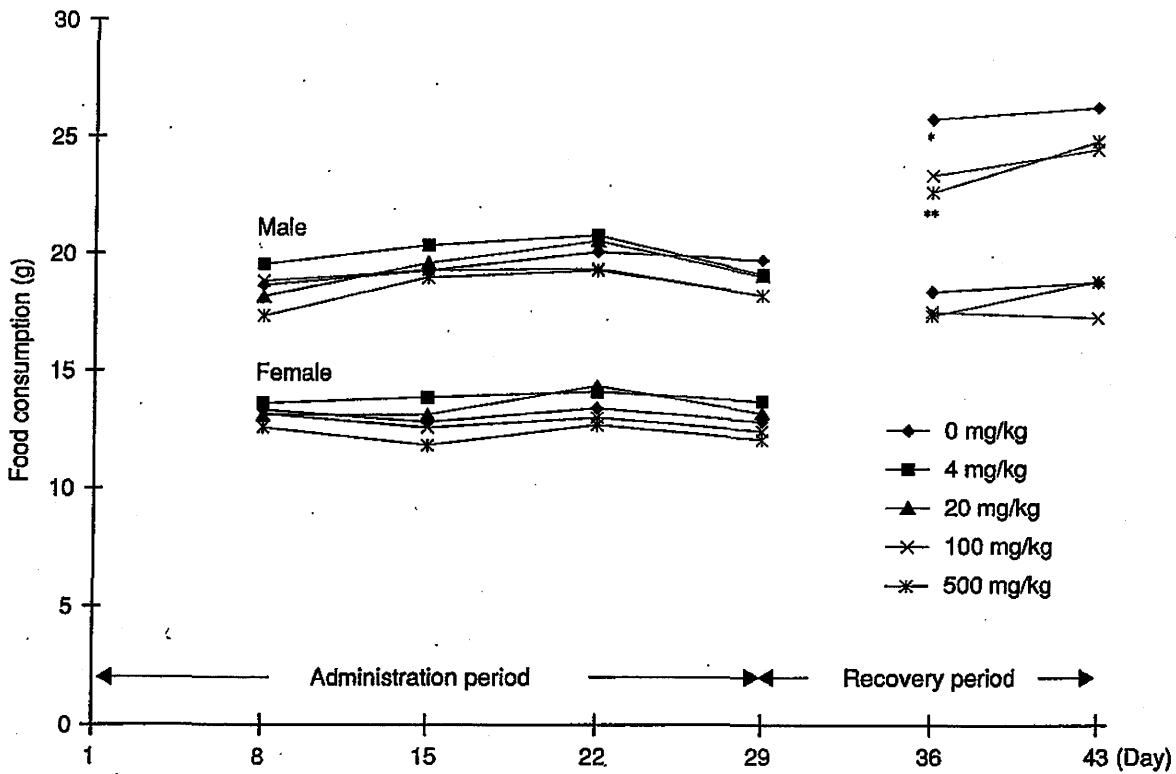 30
25
20
15
10
5
0
Food consumption (g)
Male
Female
*
**
0 mg/kg
4 mg/kg
20 mg/kg
100 mg/kg
500 mg/kg
Administration period
Recovery period
1 8 15 22 29 36 43 (Day)